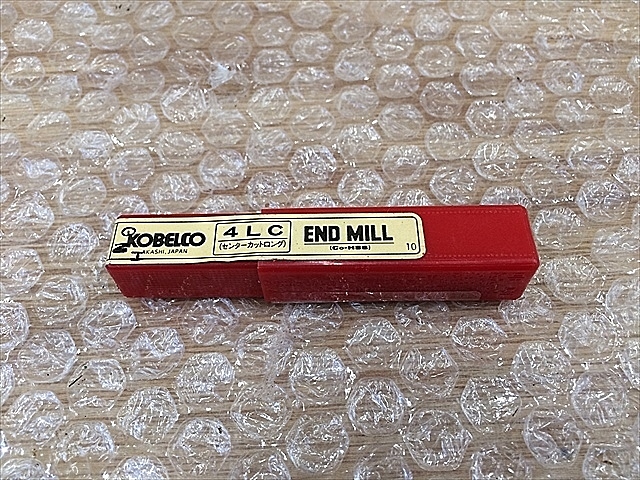 KOBELCO
AKASHI, JAPAN
4LC
(センターカットロング)
END MILL
(Co-HSS)
10